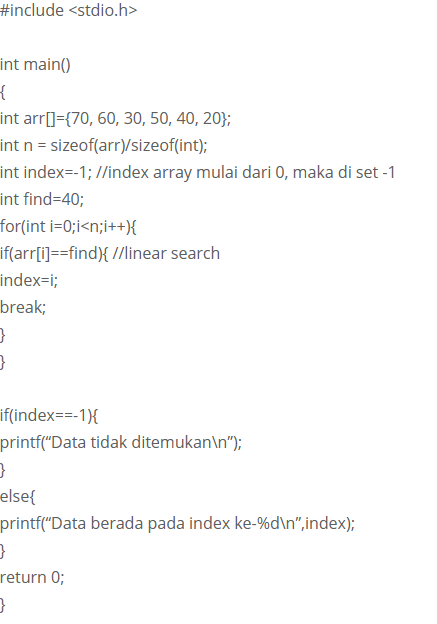 #include <stdio.h>

int main()
{
int arr[]={70, 60, 30, 50, 40, 20};
int n = sizeof(arr)/sizeof(int);
int index=-1; //index array mulai dari 0, maka di set -1
int find=40;
for(int i=0;i<n;i++){
if(arr[i]==find){ //linear search
index=i;
break;
}
}

if(index==-1){
printf(“Data tidak ditemukan\n”);
}
else{
printf(“Data berada pada index ke-%d\n”,index);
}
return 0;
}